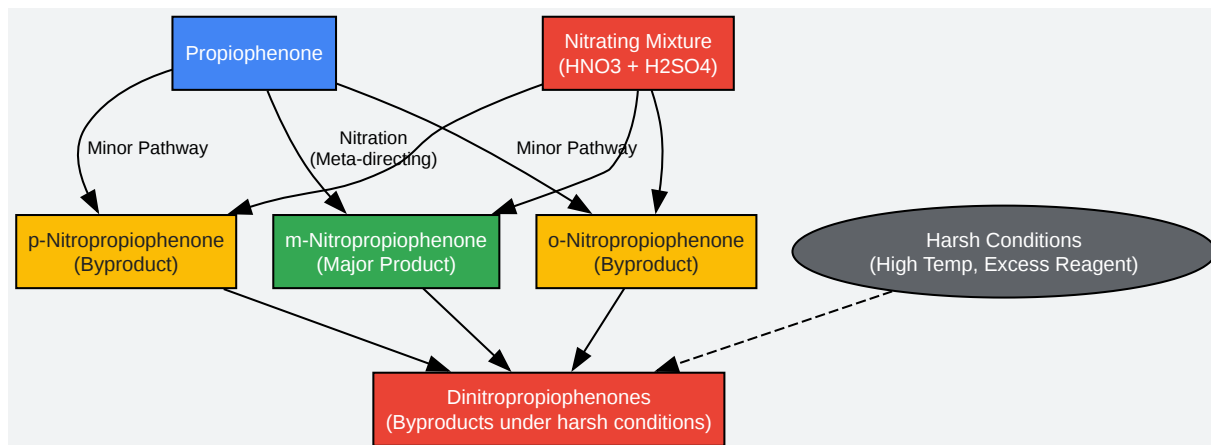 Propiophenone
Nitrating Mixture
(HNO3 + H2SO4)
Minor Pathway
Nitration
(Meta-directing)
Minor Pathway
p-Nitropropiophenone
(Byproduct)
m-Nitropropiophenone
(Major Product)
o-Nitropropiophenone
(Byproduct)
Harsh Conditions
(High Temp, Excess Reagent)
Dinitropropiophenones
(Byproducts under harsh conditions)